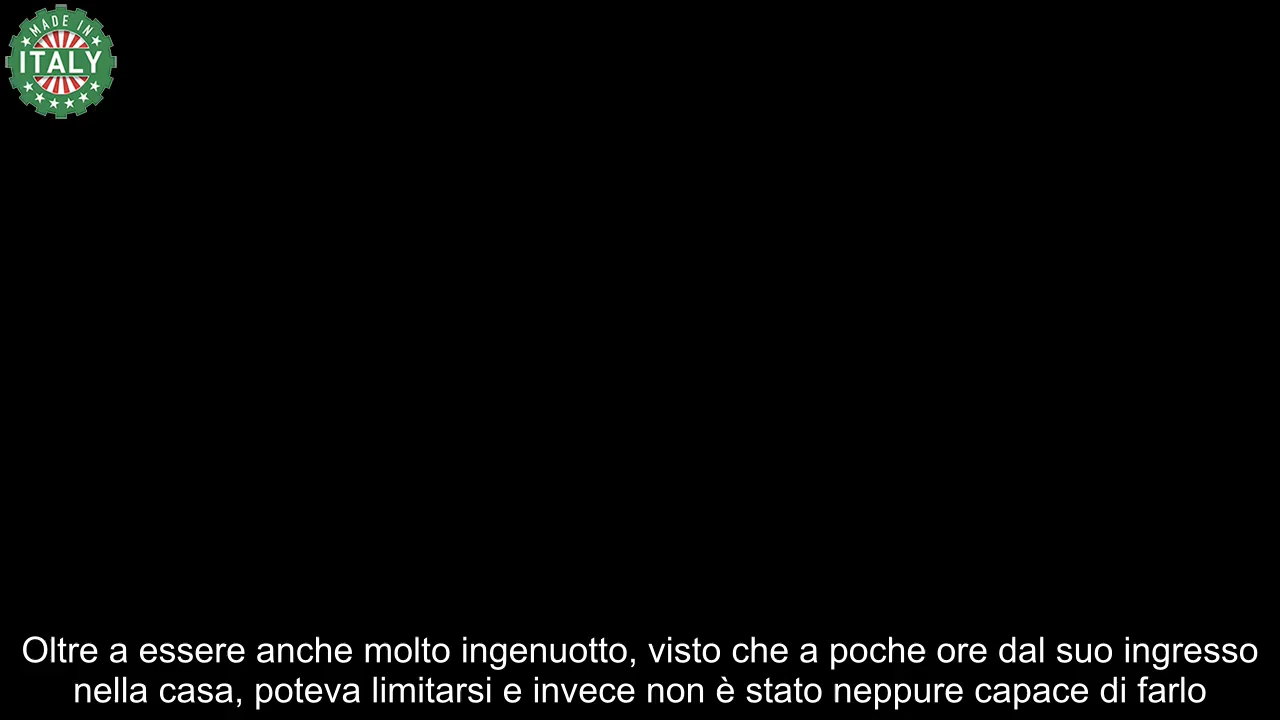 MADE IN
ITALY
Oltre a essere anche molto ingenuotto, visto che a poche ore dal suo ingresso
nella casa, poteva limitarsi e invece non è stato neppure capace di farlo